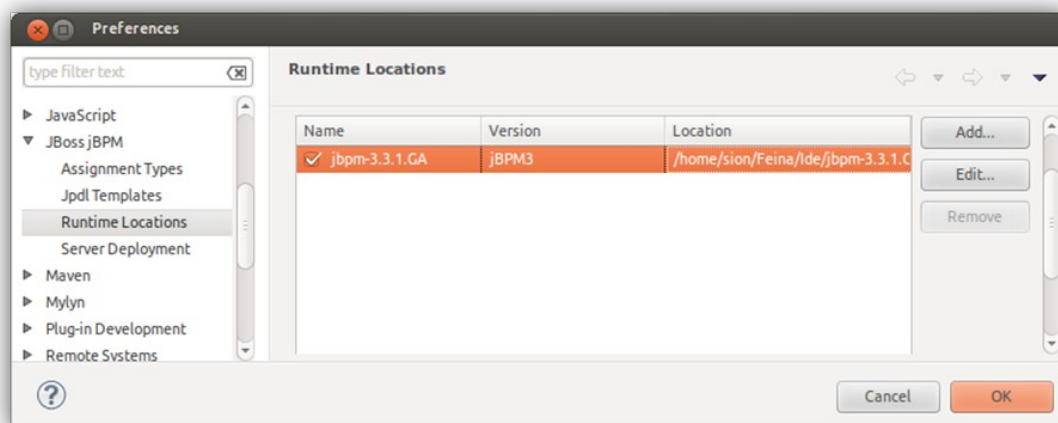 Preferences
type filter text
JavaScript
JBoss jBPM
Assignment Types
Jpdl Templates
Runtime Locations
Server Deployment
Maven
Mylyn
Plug-in Development
Remote Systems
Runtime Locations
Name Version Location
jbpm-3.3.1.GA jBPM3 /home/sion/Feina/Ide/jbpm-3.3.1.G
Add...
Edit...
Remove
Cancel OK